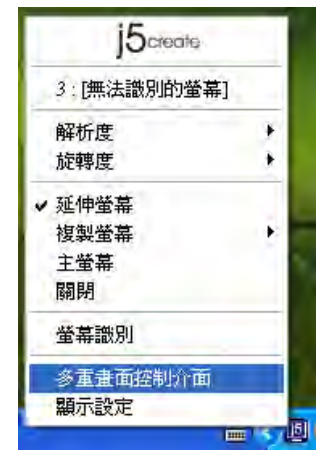 j5create
3 : [無法識別的螢幕]
解析度
旋轉度
延伸螢幕
複製螢幕
主螢幕
關閉
螢幕識別
多重畫面控制介面
顯示設定
j5